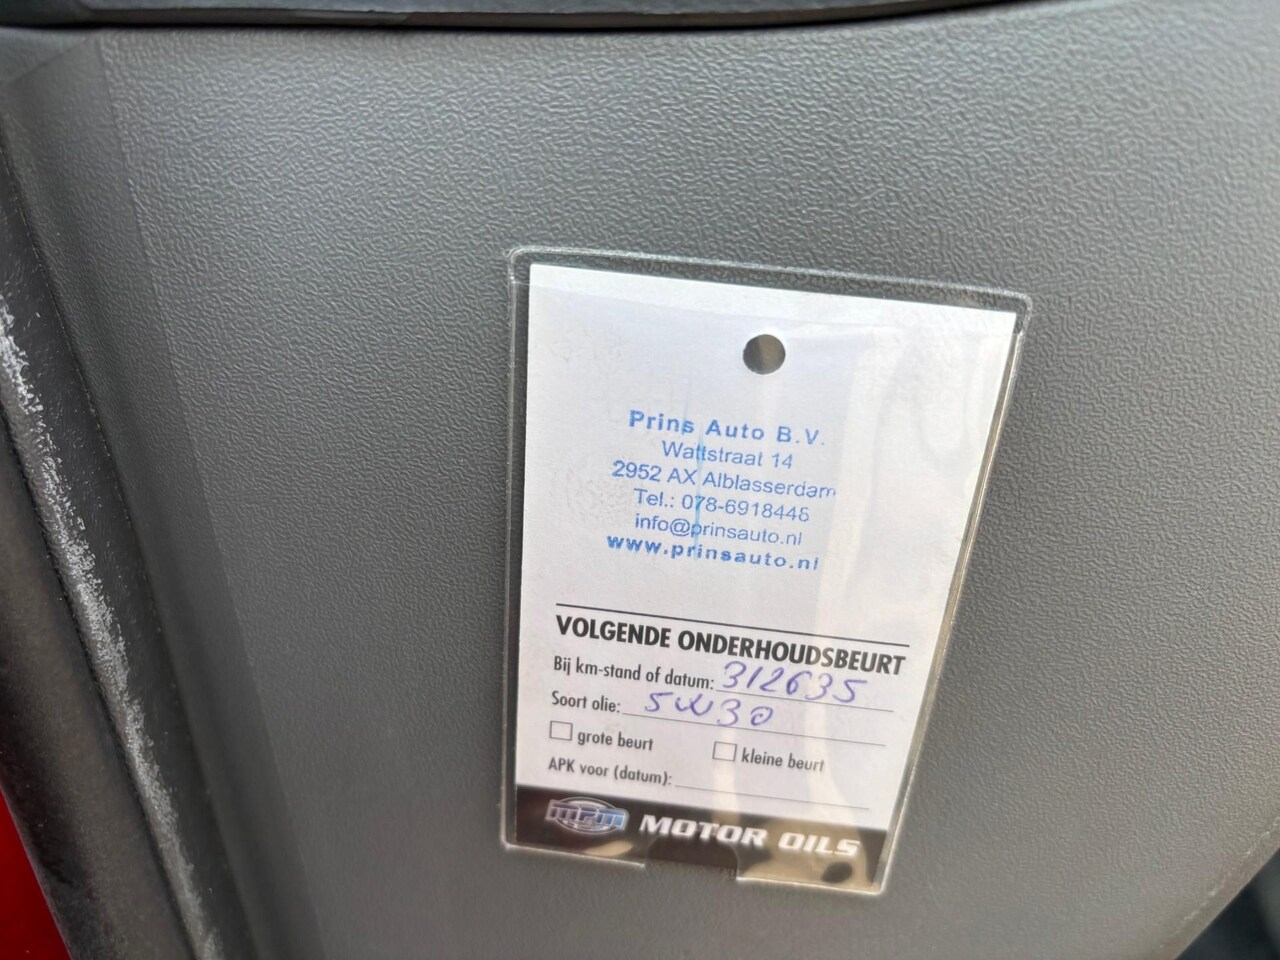 Prins Auto B.V.
Wattstraat 14
2952 AX Alblasserdam
Tel.: 078-6918448
info@prinsauto.nl
www.prinsauto.nl
VOLGENDE ONDERHOUDSBEURT
Bij km-stand of datum: 312635
Soort olie: 5W30
grote beurt kleine beurt
APK voor (datum):
mpm MOTOR OILS